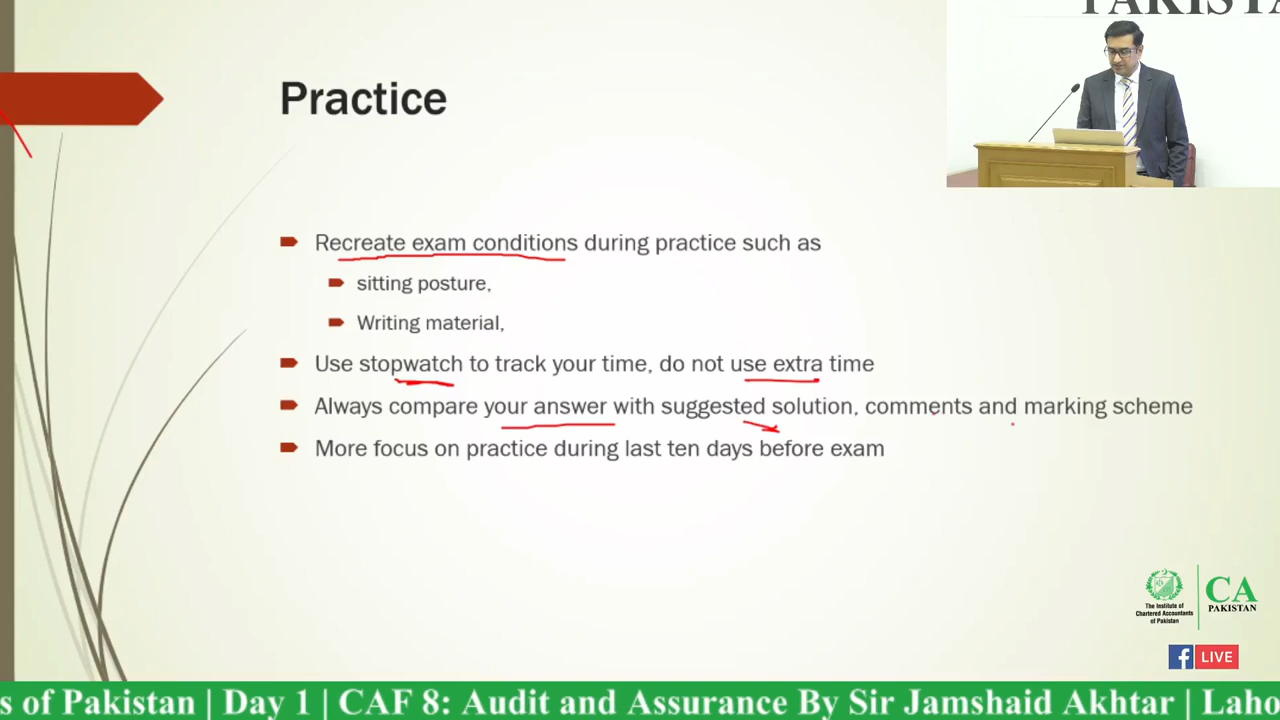 PAKISTA
Practice
Recreate exam conditions during practice such as
sitting posture,
Writing material,
Use stopwatch to track your time, do not use extra time
Always compare your answer with suggested solution, comments and marking scheme
More focus on practice during last ten days before exam
The Institute of
Chartered Accountants
of Pakistan
CA
PAKISTAN
f LIVE
s of Pakistan | Day 1 | CAF 8: Audit and Assurance By Sir Jamshaid Akhtar | Laho